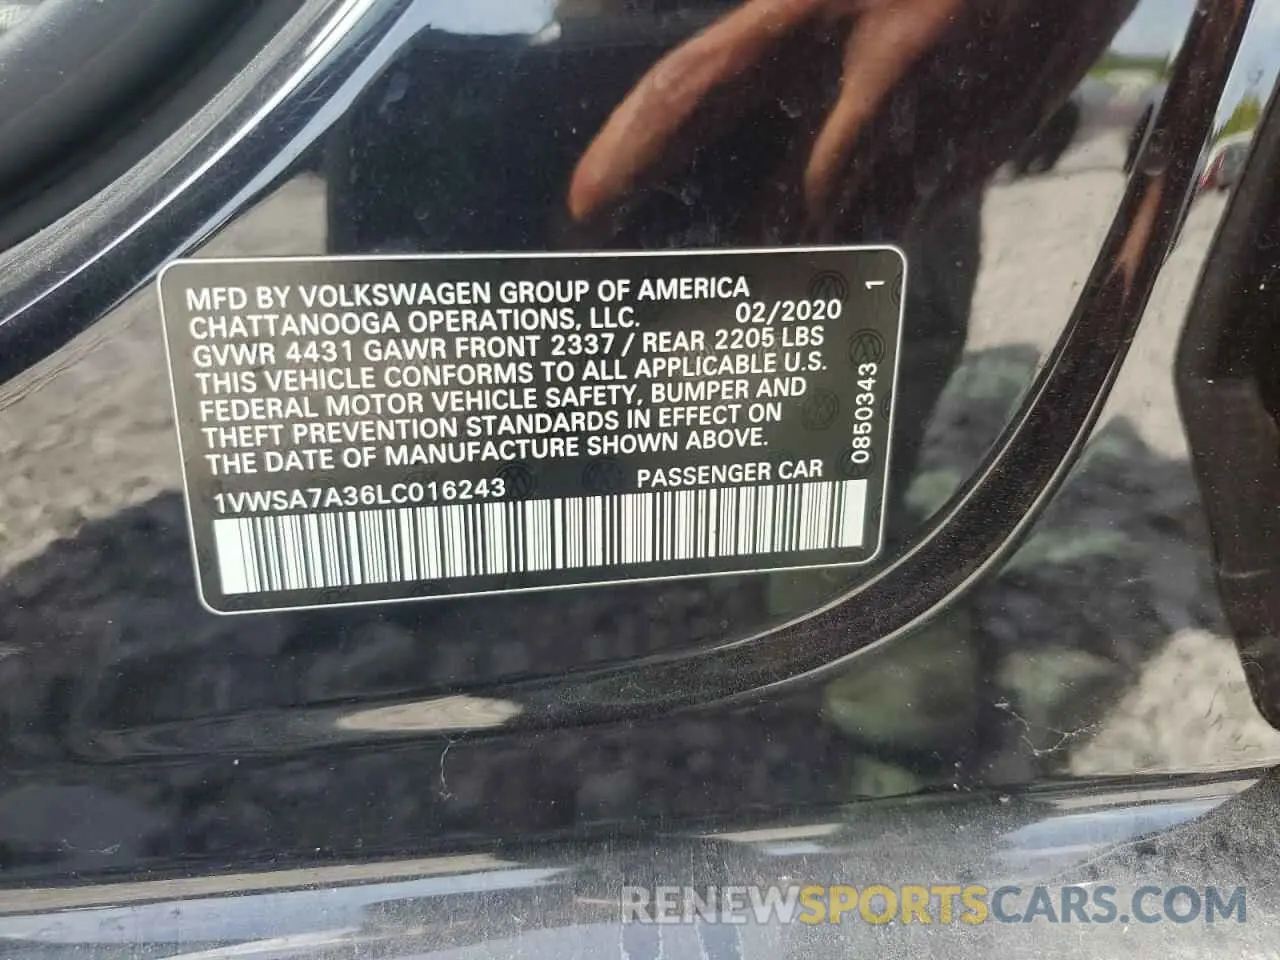 MFD BY VOLKSWAGEN GROUP OF AMERICA
CHATTANOOGA OPERATIONS, LLC. 02/2020
GVWR 4431 GAWR FRONT 2337 / REAR 2205 LBS
THIS VEHICLE CONFORMS TO ALL APPLICABLE U.S.
FEDERAL MOTOR VEHICLE SAFETY, BUMPER AND
THEFT PREVENTION STANDARDS IN EFFECT ON
THE DATE OF MANUFACTURE SHOWN ABOVE.
1VWSA7A36LC016243 PASSENGER CAR
0850343 1
RENEWSPORTSCARS.COM